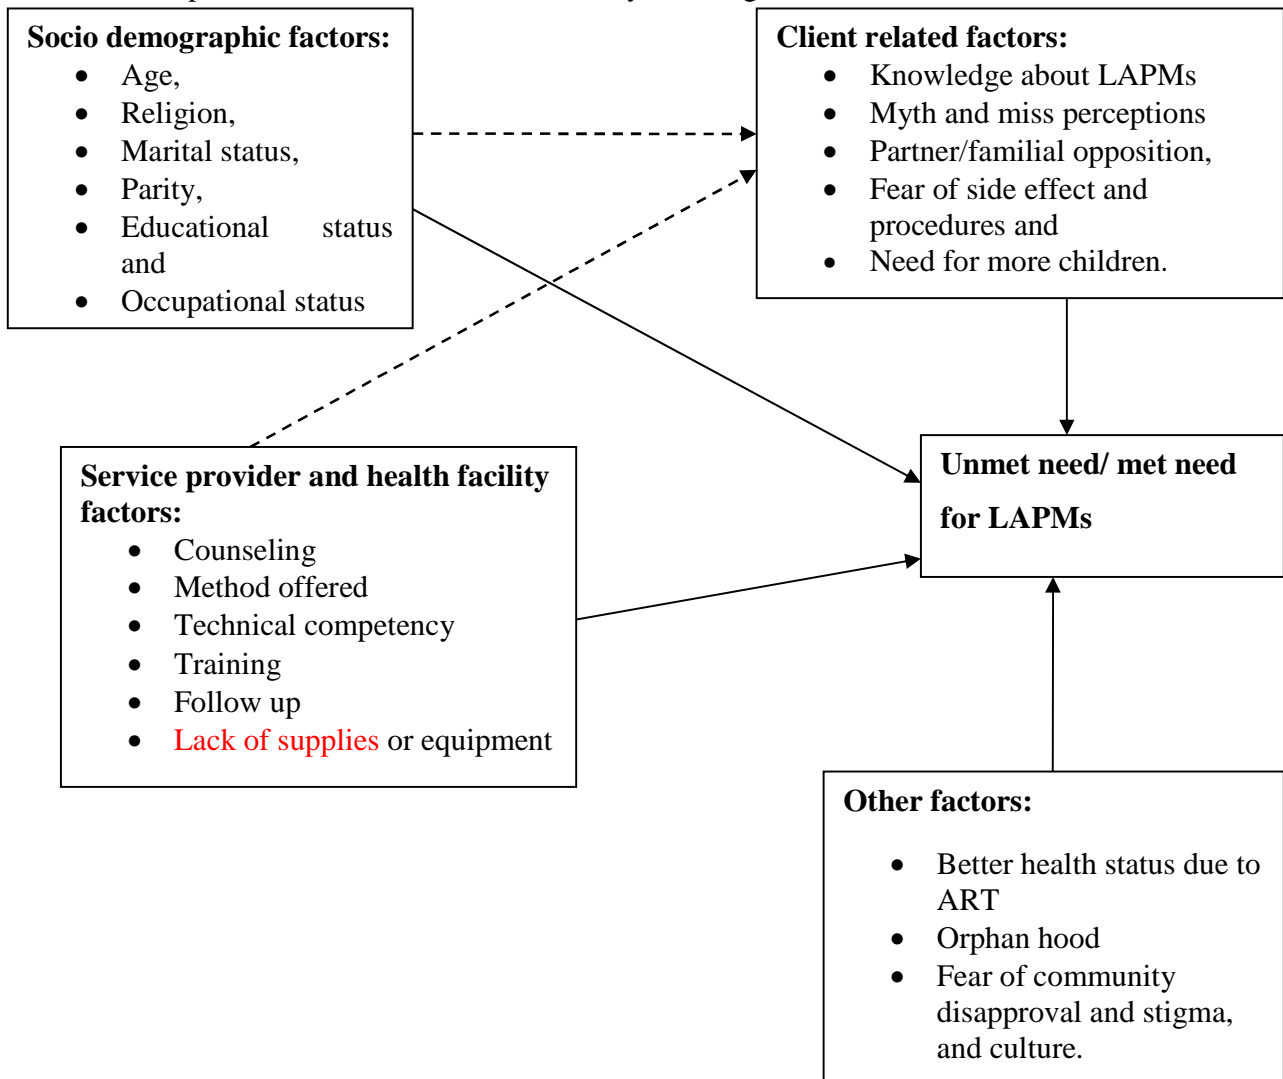 Socio demographic factors:
• Age,
• Religion,
• Marital status,
• Parity,
• Educational status
and
• Occupational status
Client related factors:
• Knowledge about LAPMs
• Myth and miss perceptions
• Partner/familial opposition,
• Fear of side effect and
procedures and
• Need for more children.
Service provider and health facility
factors:
• Counseling
• Method offered
• Technical competency
• Training
• Follow up
• Lack of supplies or equipment
Unmet need/ met need
for LAPMs
Other factors:
• Better health status due to
ART
• Orphan hood
• Fear of community
disapproval and stigma,
and culture.